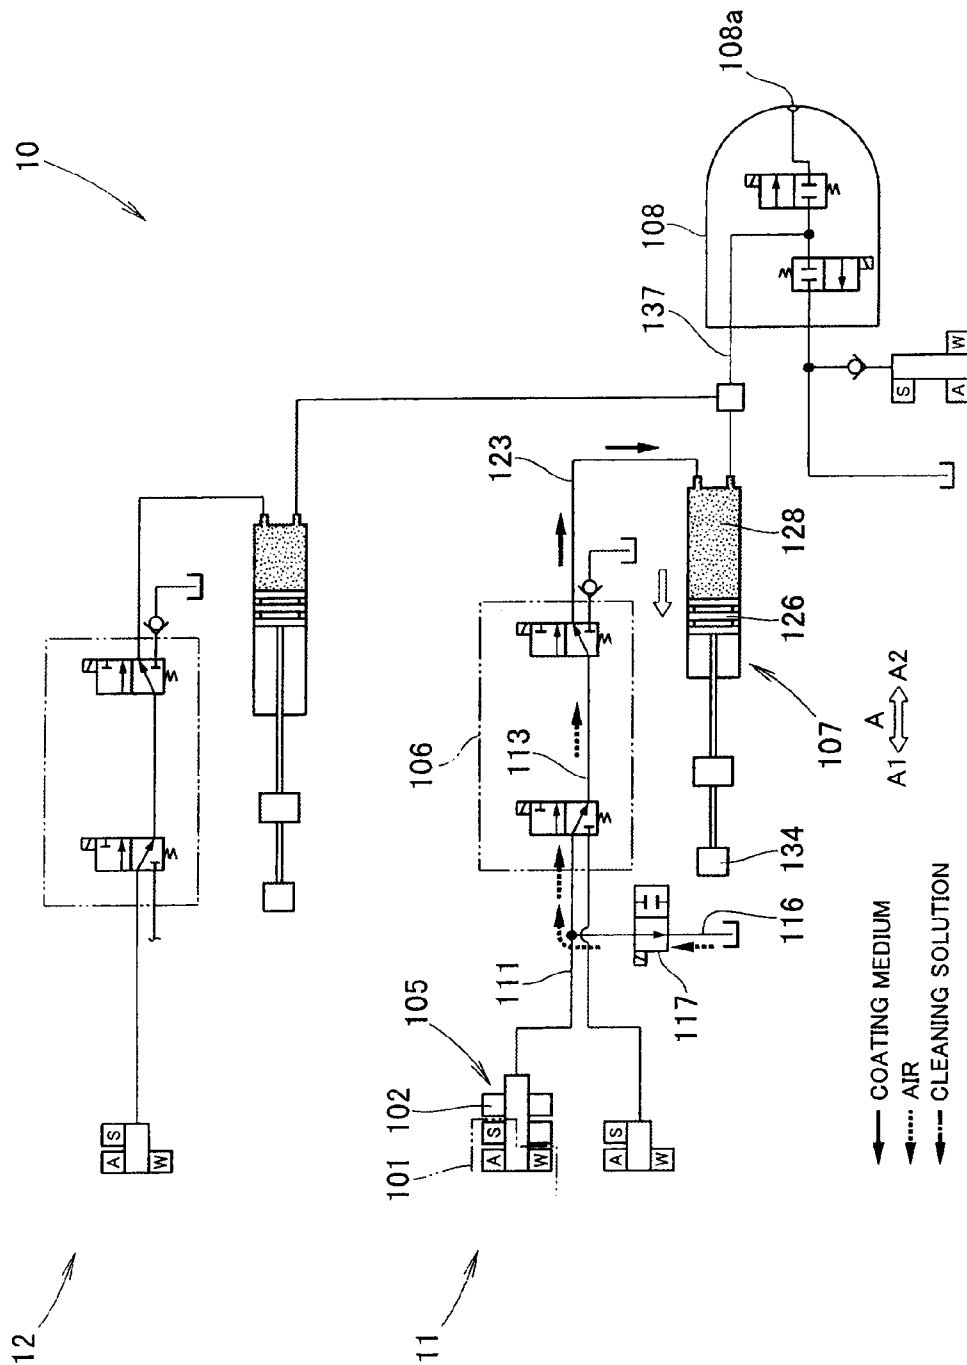 10
12
11
108a
108
137
123
128
126
107
106
113
134
A
A1
A2
116
117
111
105
102
101
A
S
W
A
S
W
A
S
W
S
A
W
COATING MEDIUM
AIR
CLEANING SOLUTION